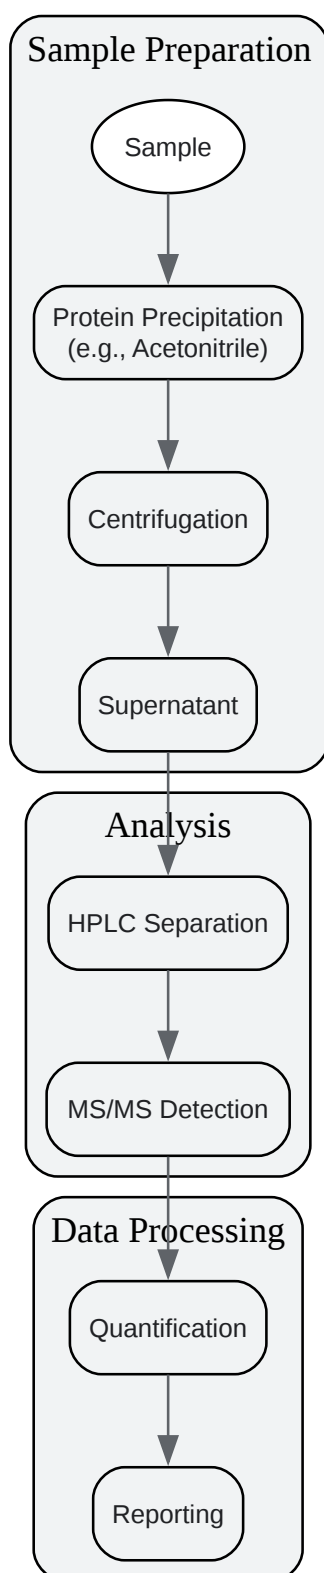 Sample Preparation
Sample
Protein Precipitation
(e.g., Acetonitrile)
Centrifugation
Supernatant
Analysis
HPLC Separation
MS/MS Detection
Data Processing
Quantification
Reporting